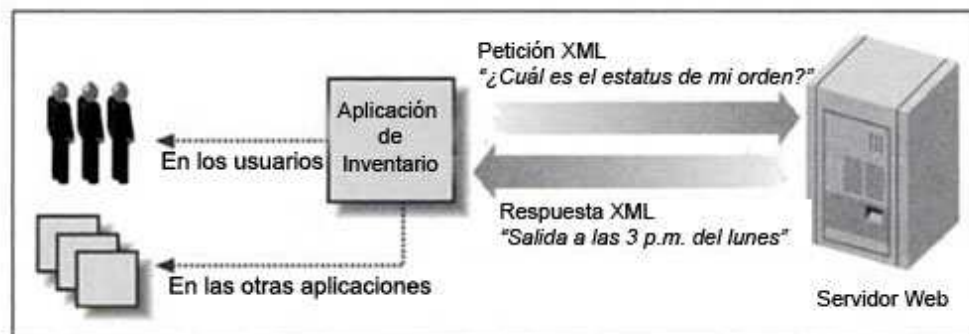 Petición XML
"¿Cuál es el estatus de mi orden?"
Aplicación
de
Inventario
En los usuarios
Respuesta XML
"Salida a las 3 p.m. del lunes"
En las otras aplicaciones
Servidor Web